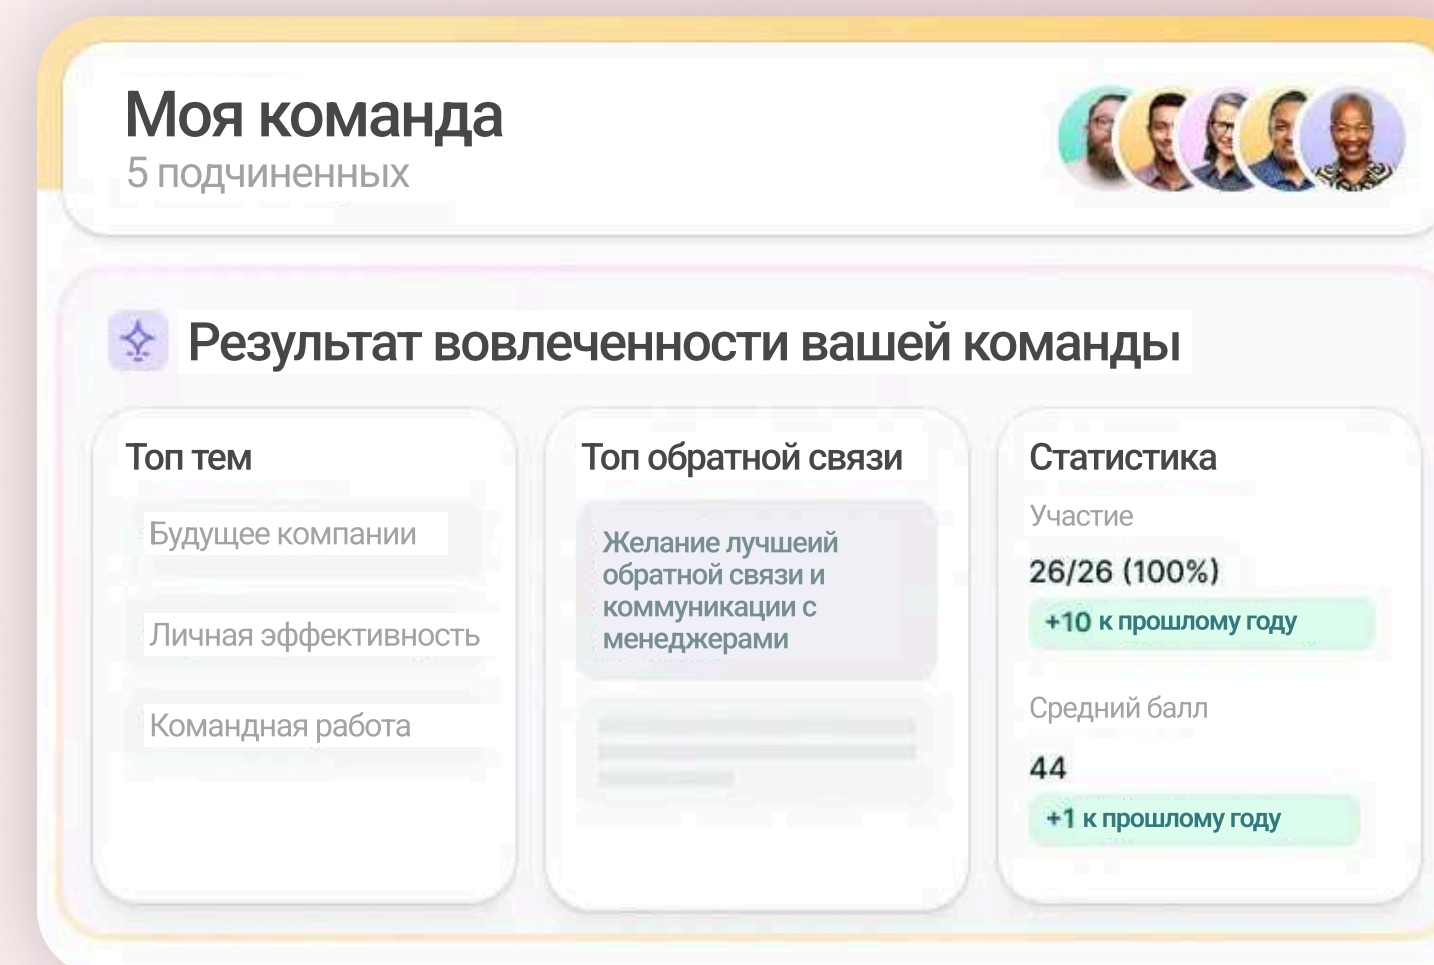 Моя команда
5 подчиненных
Результат вовлеченности вашей команды
Топ тем
Будущее компании
Личная эффективность
Командная работа
Топ обратной связи
Желание лучшеий
обратной связи и
коммуникации с
менеджерами
Статистика
Участие
26/26 (100%)
+10 к прошлому году
Средний балл
44
+1 к прошлому году